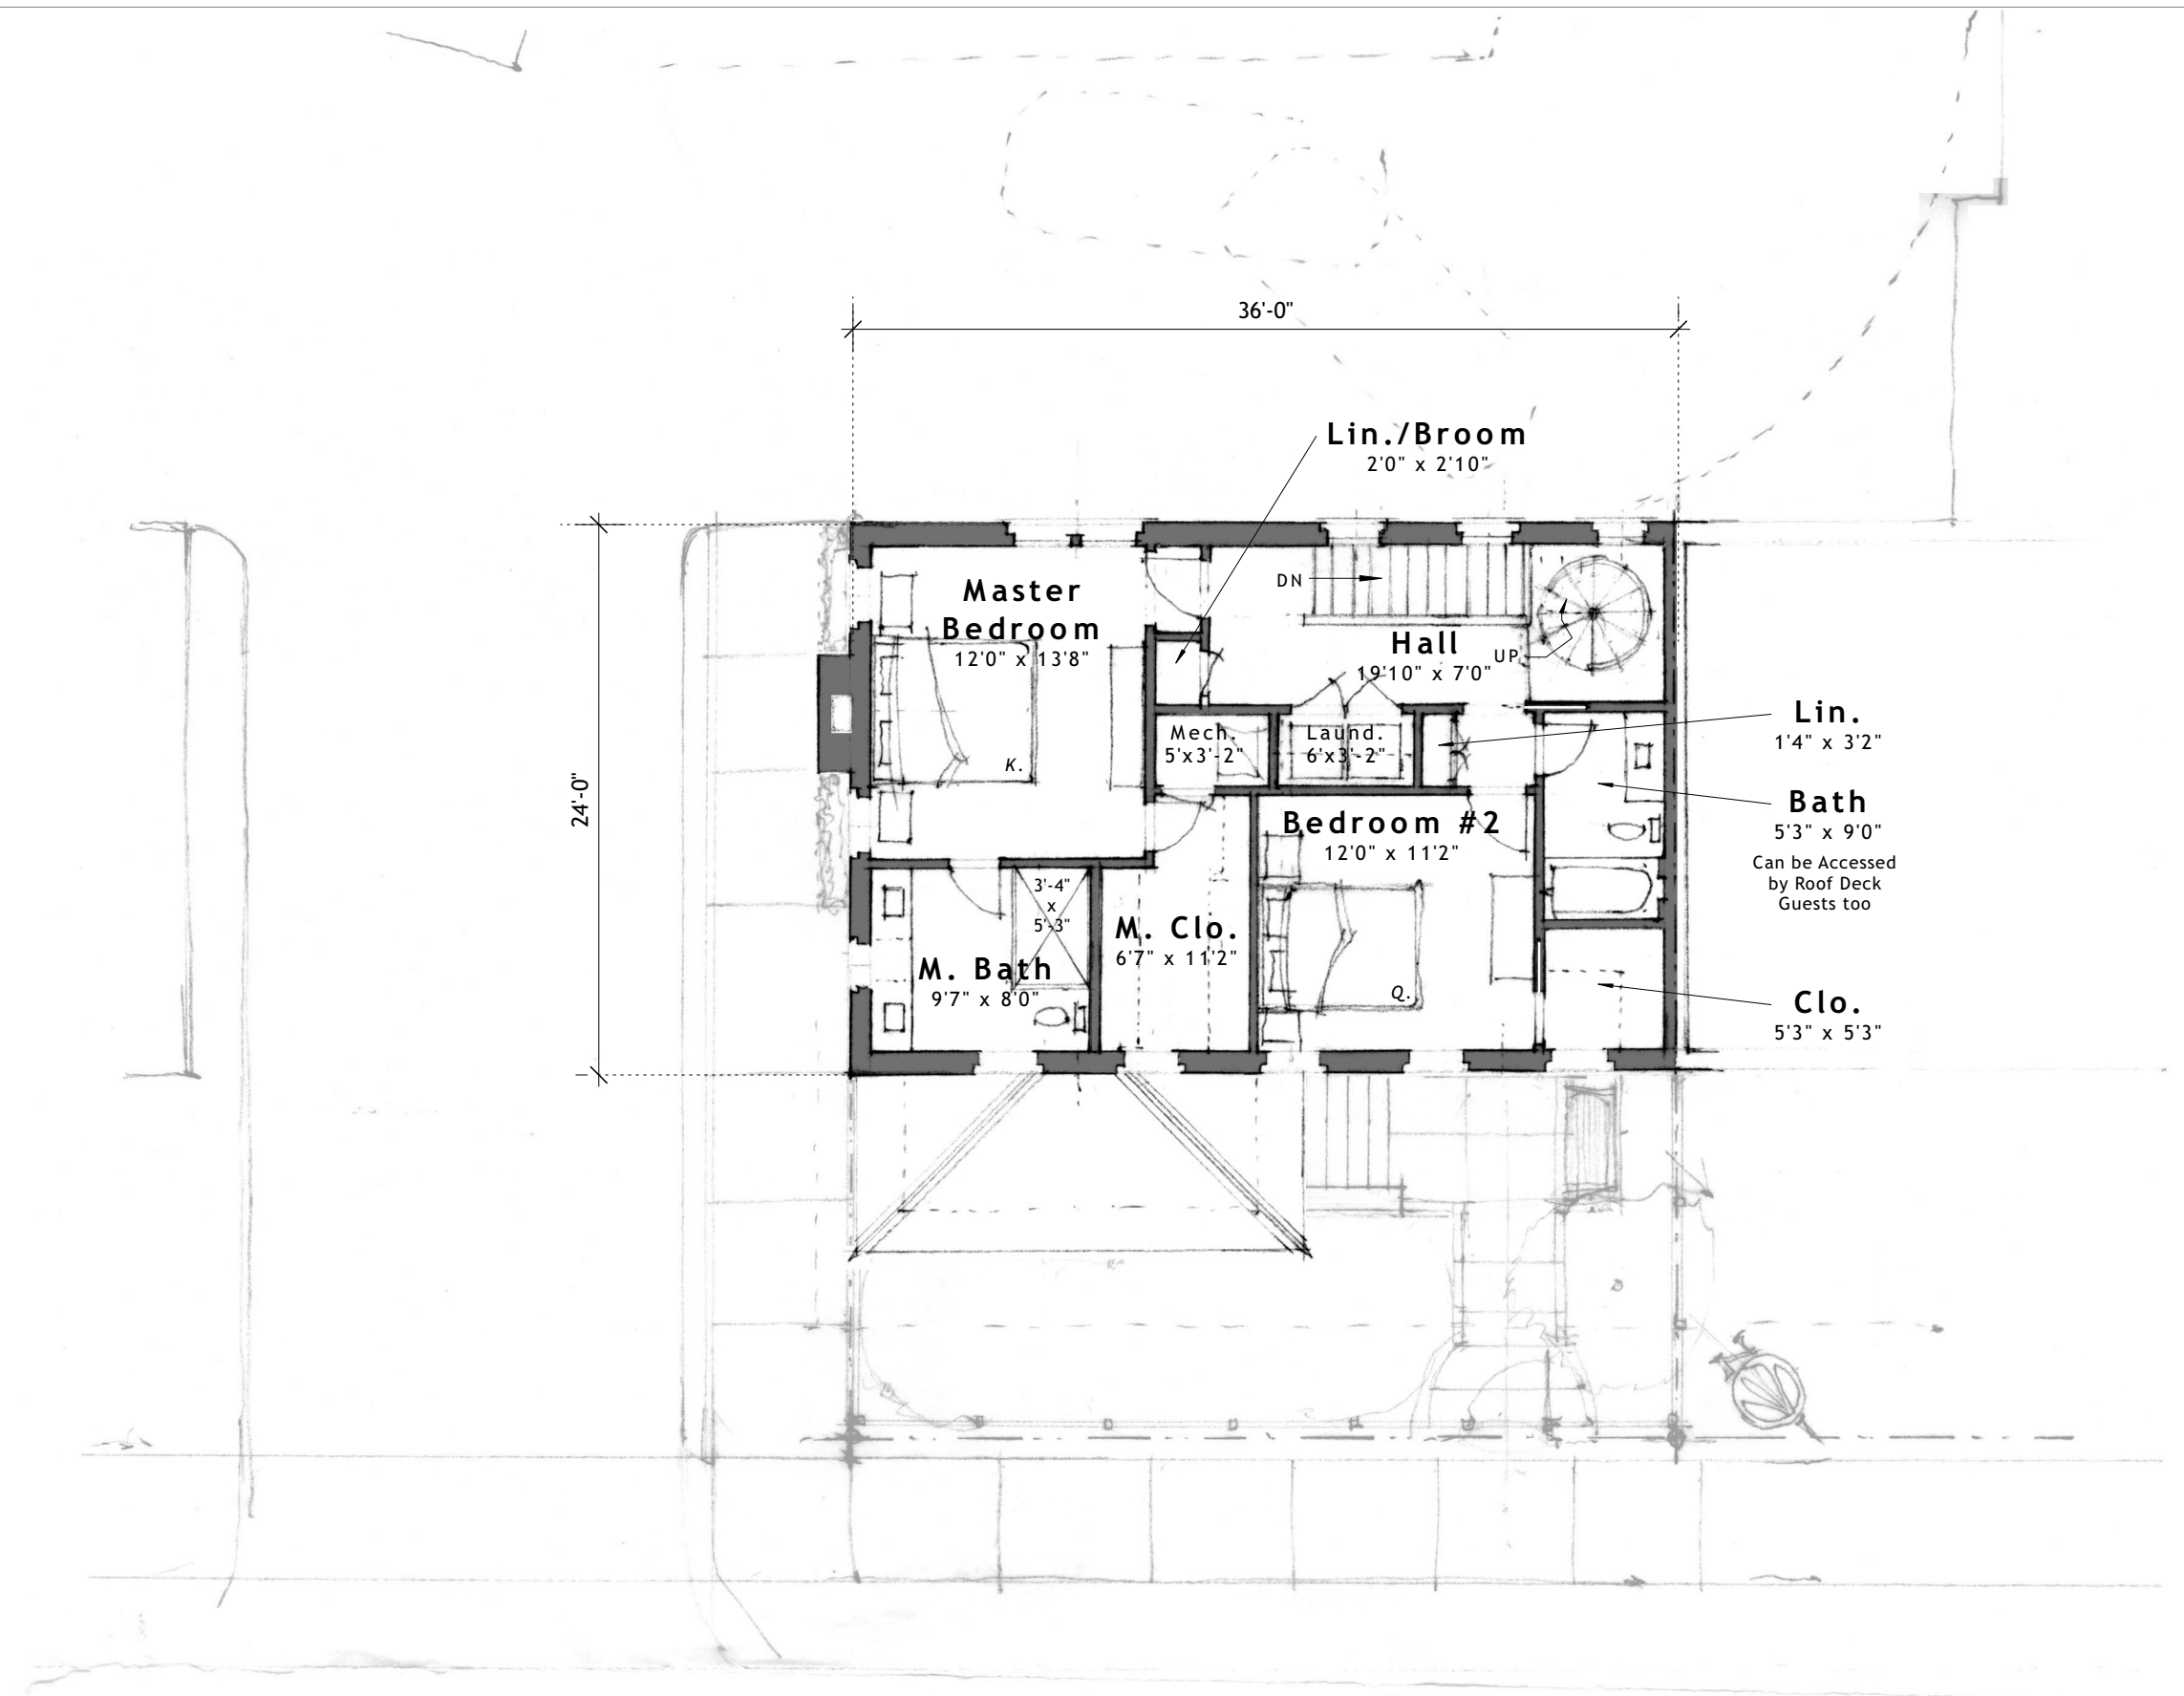 36'-0"
Lin./Broom
2'0" x 2'10"
24'-0"
Master
Bedroom
12'0" x 13'8"
K.
DN
Hall
19'10" x 7'0"
UP
Mech.
5'x3'-2"
Laund.
6'x3'-2"
Lin.
1'4" x 3'2"
Bath
5'3" x 9'0"
Can be Accessed
by Roof Deck
Guests too
Bedroom #2
12'0" x 11'2"
Q.
3'-4"
x
5'-3"
M. Clo.
6'7" x 11'2"
M. Bath
9'7" x 8'0"
Clo.
5'3" x 5'3"